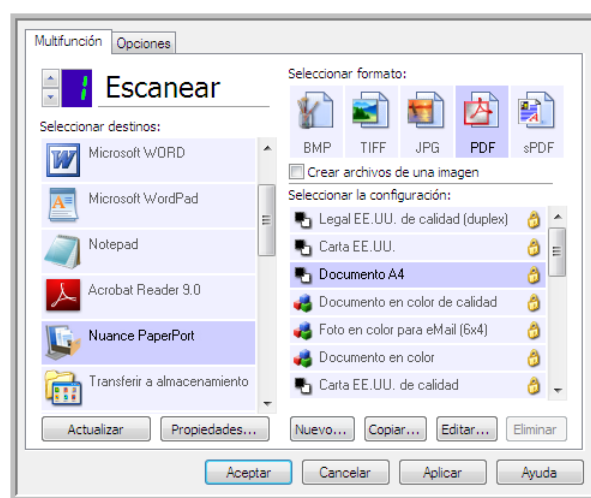 Multifunción Opciones
1 Escanear
Seleccionar destinos:
Microsoft WORD
Microsoft WordPad
Notepad
Acrobat Reader 9.0
Nuance PaperPort
Transferir a almacenamiento
Actualizar Propiedades...
Seleccionar formato:
BMP TIFF JPG PDF sPDF
Crear archivos de una imagen
Seleccionar la configuración:
Legal EE.UU. de calidad (duplex)
Carta EE.UU.
Documento A4
Documento en color de calidad
Foto en color para eMail (6x4)
Documento en color
Carta EE.UU. de calidad
Nuevo... Copiar... Editar... Eliminar
Aceptar Cancelar Aplicar Ayuda